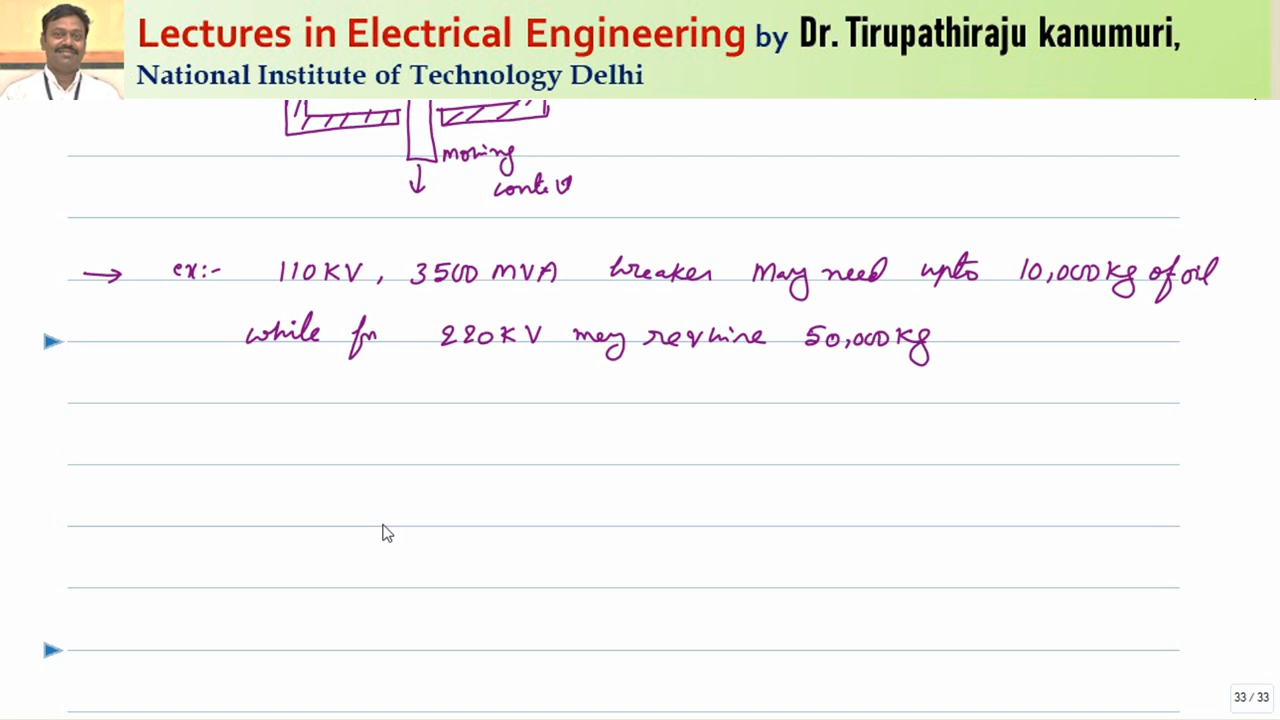 Lectures in Electrical Engineering by Dr. Tirupathiraju kanumuri,
National Institute of Technology Delhi
moving
→ ex:- 110KV, 3500 MVA breaker may need upto 10,000Kg of oil
while for 220KV may require 50,000Kg
33 / 33